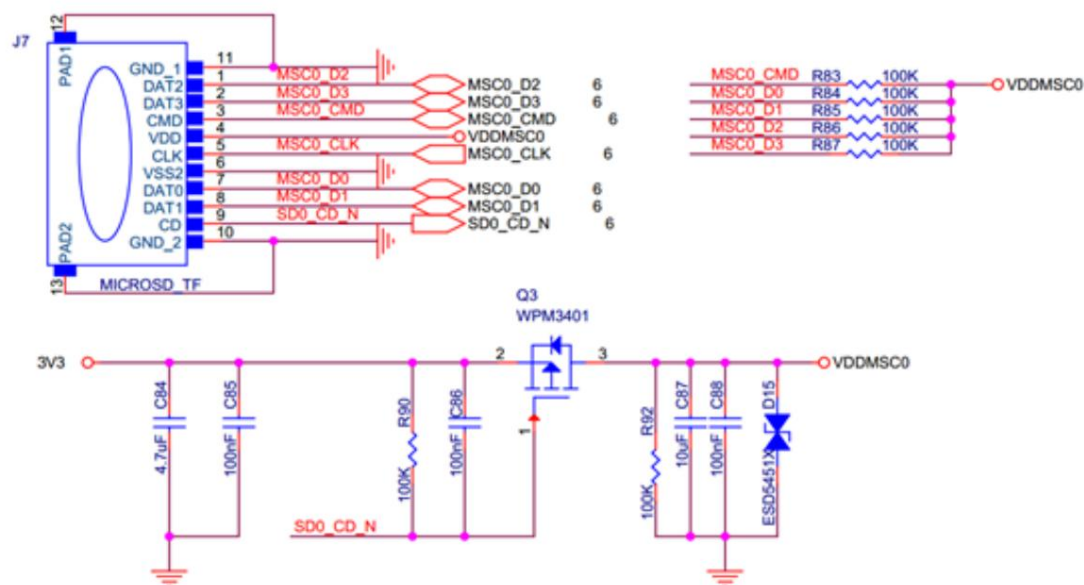 12
J7
PAD1
GND_1 11
DAT2 1 MSC0_D2 MSC0_D2 6
DAT3 2 MSC0_D3 MSC0_D3 6
CMD 3 MSC0_CMD MSC0_CMD 6
VDD 4 VDDMSC0
CLK 5 MSC0_CLK MSC0_CLK 6
VSS2 6
DAT0 7 MSC0_D0 MSC0_D0 6
DAT1 8 MSC0_D1 MSC0_D1 6
CD 9 SD0_CD_N SD0_CD_N 6
GND_2 10
PAD2
13
MICROSD_TF
MSC0_CMD R83 100K
VDDMSC0
MSC0_D0 R84 100K
MSC0_D1 R85 100K
MSC0_D2 R86 100K
MSC0_D3 R87 100K
Q3
WPM3401
3V3
2
3
VDDMSC0
1
C84
4.7uF
C85
100nF
R90
100K
C86
100nF
R92
100K
C87
10uF
C88
100nF
D15
ESD5451X
SD0_CD_N